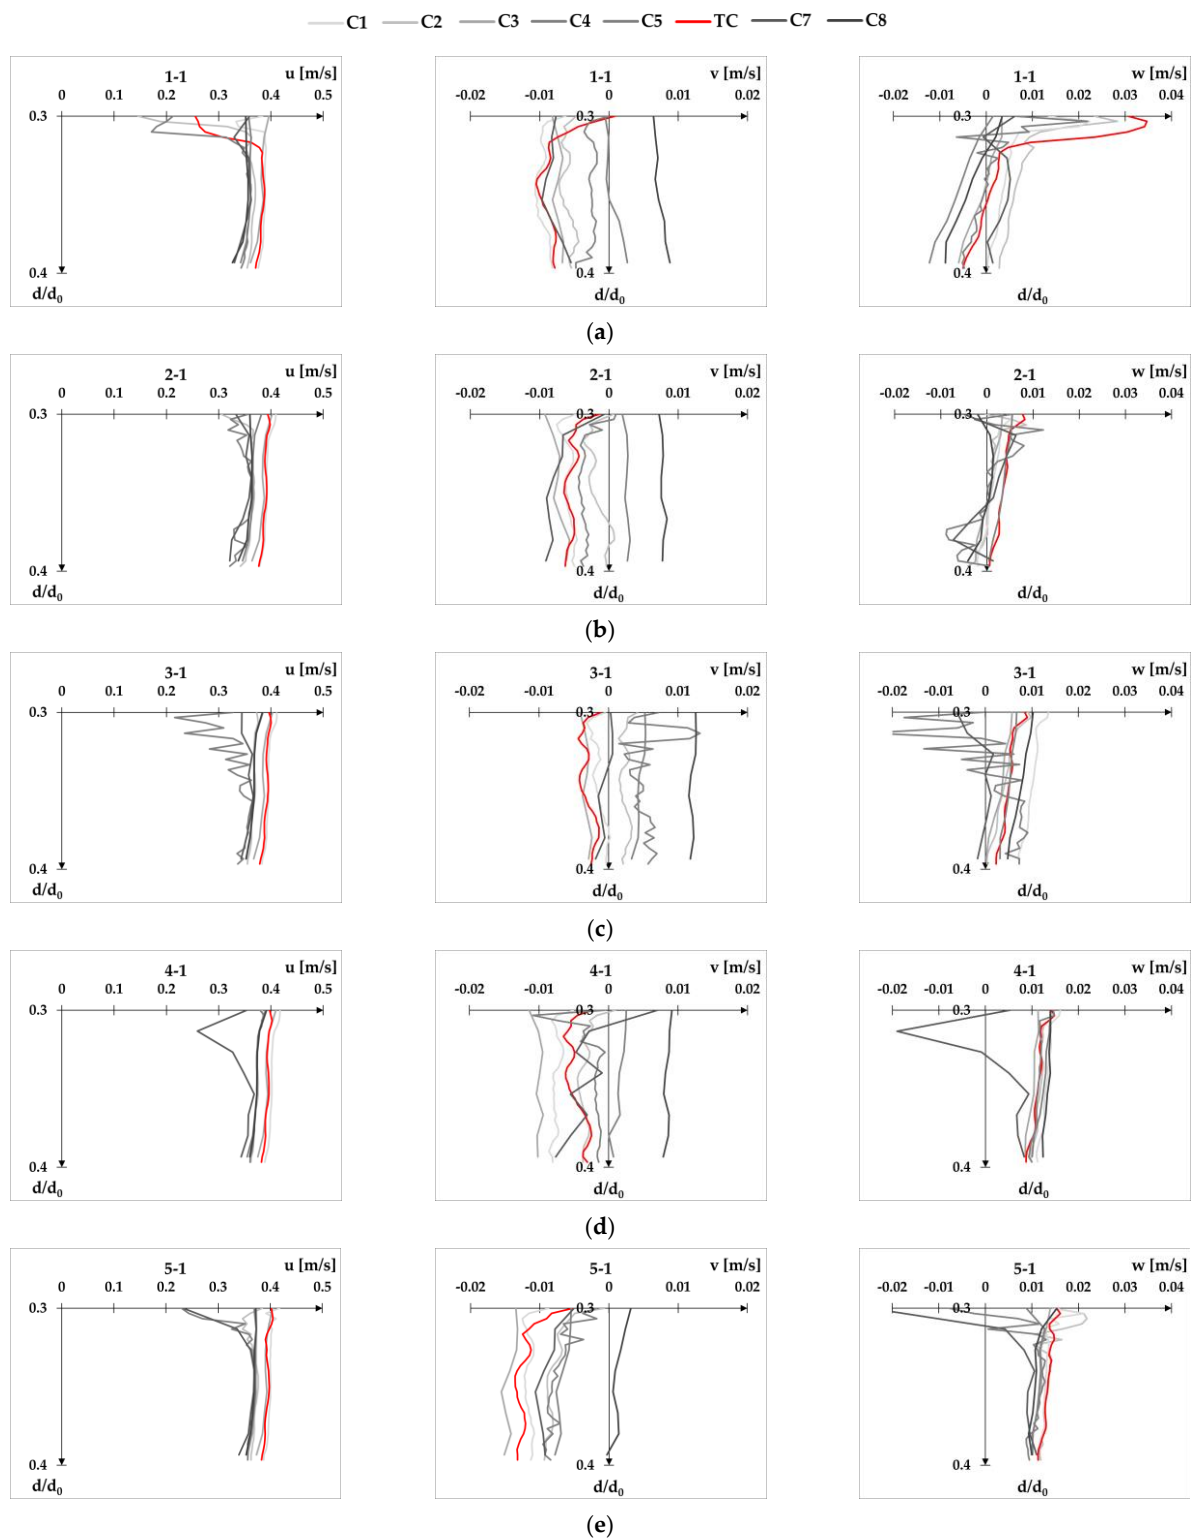 C1 C2 C3 C4 C5 TC C7 C8
1-1 u [m/s] 1-1 v [m/s] 1-1 w [m/s]
0 0.1 0.2 0.3 0.4 0.5 -0.02 -0.01 0 0.01 0.02 -0.02 -0.01 0 0.01 0.02 0.03 0.04
0.3 0.3 0.3
0.4 0.4 0.4
d/d0 d/d0 d/d0
(a)
2-1 u [m/s] 2-1 v [m/s] w [m/s]
0 0.1 0.2 0.3 0.4 0.5 -0.02 -0.01 0 0.01 0.02 -0.02 -0.01 0 2-1 0.01 0.02 0.03 0.04
0.3 0.3 0.3
0.4 0.4 0.4
d/d0 d/d0 d/d0
(b)
3-1 u [m/s] 3-1 v [m/s] 3-1 w [m/s]
0 0.1 0.2 0.3 0.4 0.5 -0.02 -0.01 0 0.01 0.02 -0.02 -0.01 0 0.01 0.02 0.03 0.04
0.3 0.3 0.3
0.4 0.4 0.4
d/d0 d/d0 d/d0
(c)
4-1 u [m/s] 4-1 v [m/s] 4-1 w [m/s]
0 0.1 0.2 0.3 0.4 0.5 -0.02 -0.01 0 0.01 0.02 -0.02 -0.01 0 0.01 0.02 0.03 0.04
0.3 0.3 0.3
0.4 0.4 0.4
d/d0 d/d0 d/d0
(d)
5-1 u [m/s] 5-1 v [m/s] 5-1 w [m/s]
0 0.1 0.2 0.3 0.4 0.5 -0.02 -0.01 0 0.01 0.02 -0.02 -0.01 0 0.01 0.02 0.03 0.04
0.3 0.3 0.3
0.4 0.4 0.4
d/d0 d/d0 d/d0
(e)